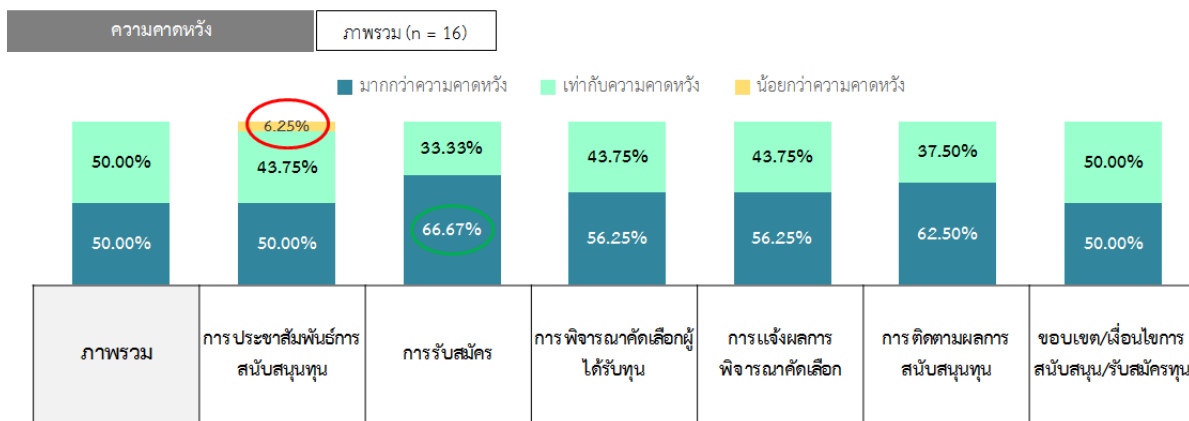 ความคาดหวัง
ภาพรวม (n = 16)
มากกว่าความคาดหวัง เท่ากับความคาดหวัง น้อยกว่าความคาดหวัง
50.00% 6.25% 33.33% 43.75% 43.75% 37.50% 50.00%
43.75%
50.00% 50.00% 66.67% 56.25% 56.25% 62.50% 50.00%
ภาพรวม
การประชาสัมพันธ์การ
สนับสนุนทุน
การรับสมัคร
การพิจารณาคัดเลือกผู้
ได้รับทุน
การแจ้งผลการ
พิจารณาคัดเลือก
การติดตามผลการ
สนับสนุนทุน
ขอบเขต/เงื่อนไขการ
สนับสนุน/รับสมัครทุน